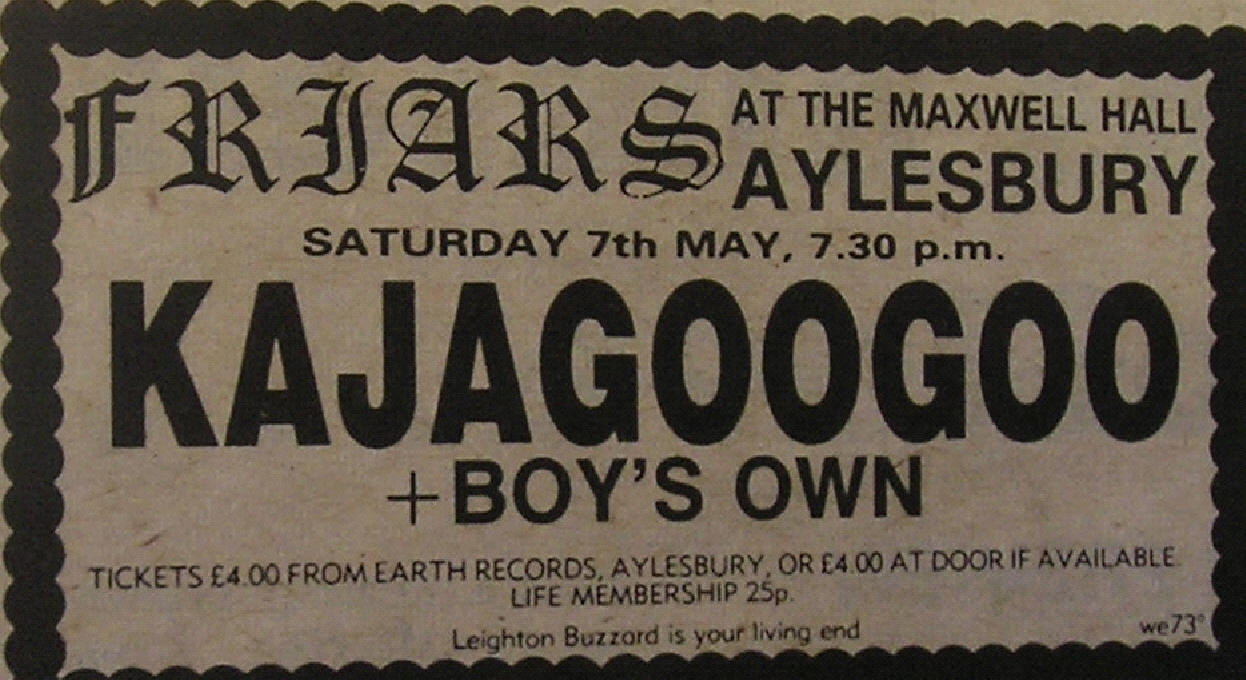 FRIARS AT THE MAXWELL HALL
AYLESBURY
SATURDAY 7th MAY, 7.30 p.m.
KAJAGOOGOO
+BOY'S OWN
TICKETS £4.00 FROM EARTH RECORDS, AYLESBURY, OR £4.00 AT DOOR IF AVAILABLE
LIFE MEMBERSHIP 25p.
Leighton Buzzard is your living end
we73